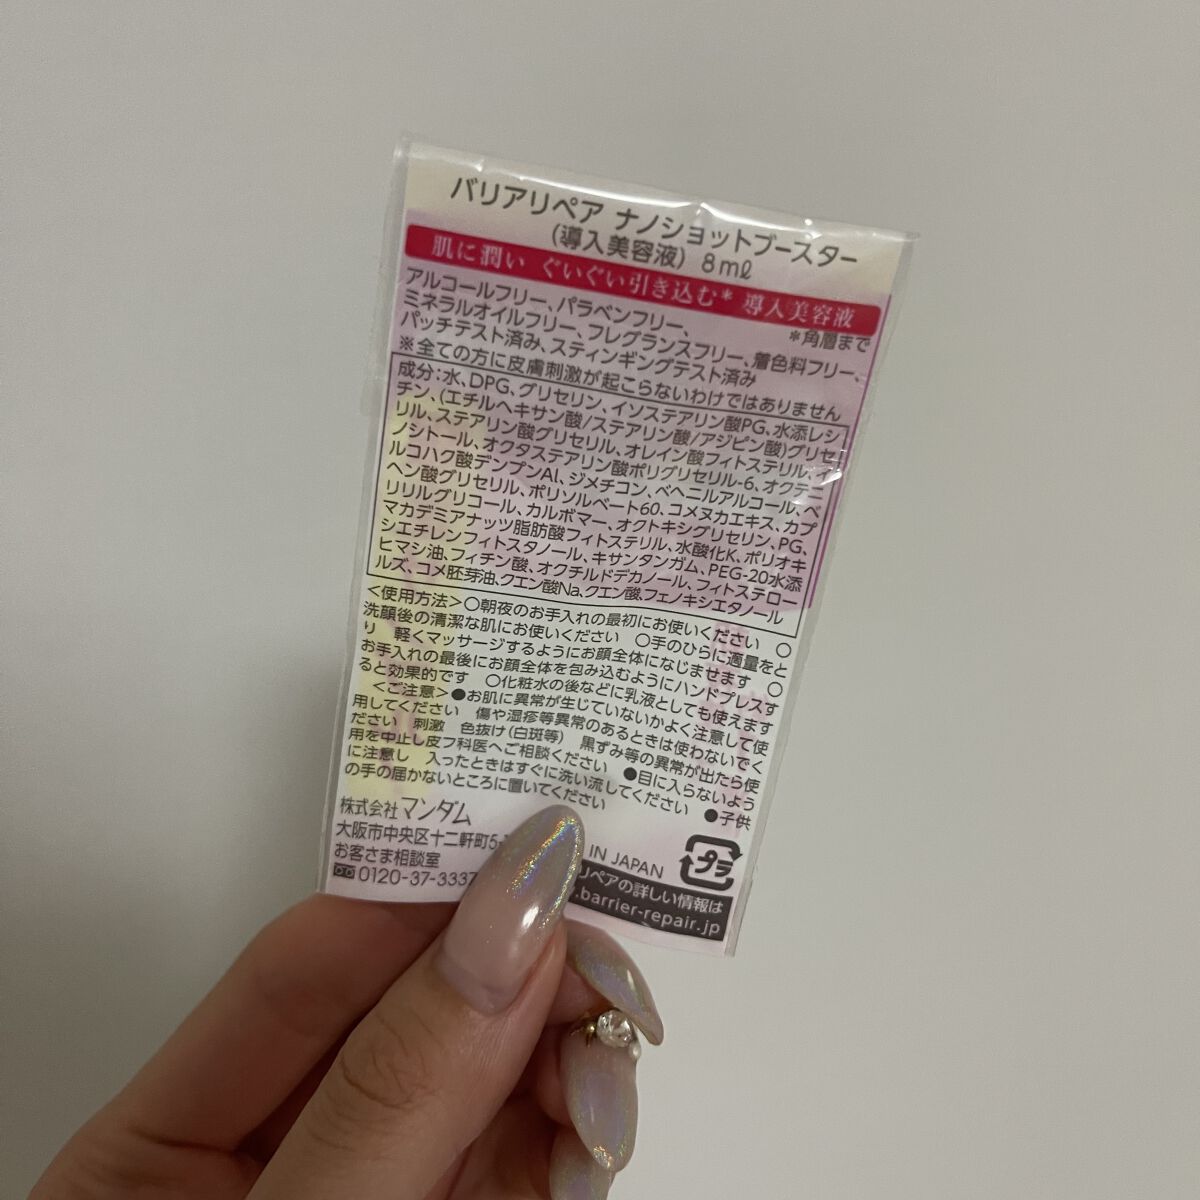 バリアリペア ナノショットブースター
(導入美容液) 8mℓ
肌に潤い ぐいぐい引き込む* 導入美容液
*角層まで
アルコールフリー、パラベンフリー、
ミネラルオイルフリー、フレグランスフリー、着色料フリー、
パッチテスト済み、スティンギングテスト済み
※全ての方に皮膚刺激が起こらないわけではありません
成分:水、DPG、グリセリン、イソステアリン酸PG、水添レシ
チン、(エチルヘキサン酸/ステアリン酸/アジピン酸)グリセ
リル、ステアリン酸グリセリル、オレイン酸フィトステリル、イ
ノシトール、オクタステアリン酸ポリグリセリル-6、オクテニ
ルコハク酸デンプンAl、ジメチコン、ベヘニルアルコール、ベ
ヘン酸グリセリル、ポリソルベート60、コメヌカエキス、カプ
リリルグリコール、カルボマー、オクトキシグリセリン、PG、
マカデミアナッツ脂肪酸フィトステリル、水酸化K、ポリオキ
シエチレンフィトスタノール、キサンタンガム、PEG-20水添
ヒマシ油、フィチン酸、オクチルドデカノール、フィトステロー
ルズ、コメ胚芽油、クエン酸Na、クエン酸、フェノキシエタノール
<使用方法>○朝夜のお手入れの最初にお使いください ○
洗顔後の清潔な肌にお使いください ○手のひらに適量をと
り 軽くマッサージするようにお顔全体になじませます ○
お手入れの最後にお顔全体を包み込むようにハンドプレスす
ると効果的です ○化粧水の後などに乳液としても使えます
<ご注意>●お肌に異常が生じていないかよく注意して使
用してください 傷や湿疹等異常のあるときは使わないでく
ださい 刺激 色抜け(白斑等) 黒ずみ等の異常が出たら使
用を中止し皮フ科医へご相談ください ●目に入らないよう
に注意し 入ったときはすぐに洗い流してください ●子供
の手の届かないところに置いてください
株式会社 マンダム
大阪市中央区十二軒町5-
お客さま相談室
0120-37-3337
IN JAPAN
プラ
リペアの詳しい情報は
.barrier-repair.jp